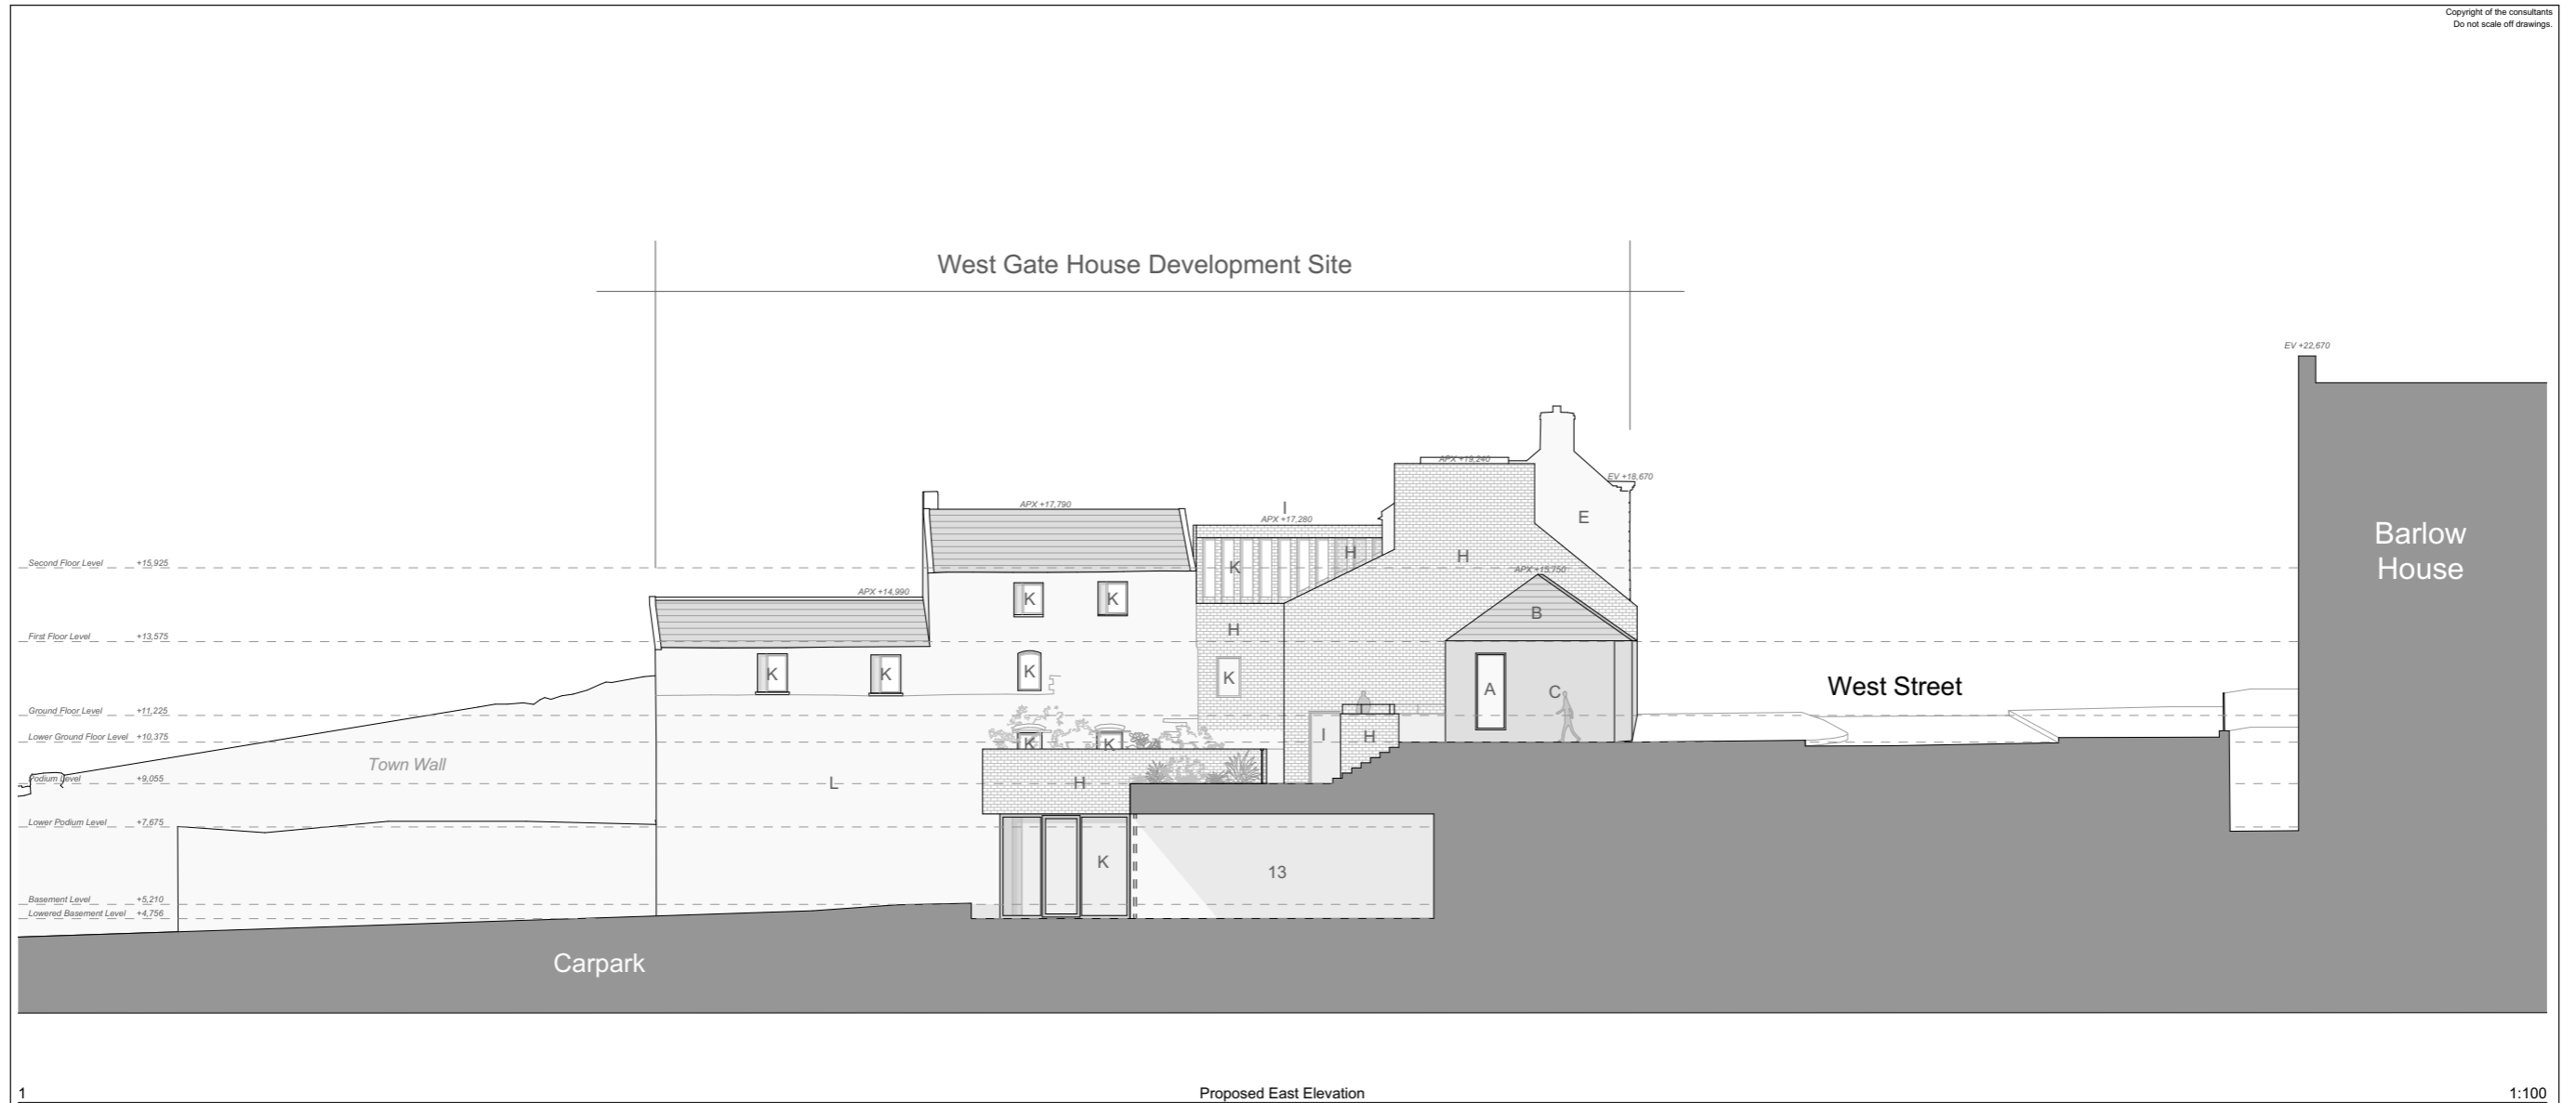 Copyright of the consultants
Do not scale off drawings.
West Gate House Development Site
EV +22,670
APX +19,240
EV +18,670
APX +17,790
I
APX +17,280
E
Barlow
House
H
H
Second Floor Level +15,925
K
APX +15,750
APX +14,990
K
K
B
H
First Floor Level +13,575
K
K
K
K
A
C
West Street
Ground Floor Level +11,225
I
H
Lower Ground Floor Level +10,375
K
K
Town Wall
Podium Level +9,055
L
H
Lower Podium Level +7,675
K
13
Basement Level +5,210
Lowered Basement Level +4,756
Carpark
1
Proposed East Elevation
1:100